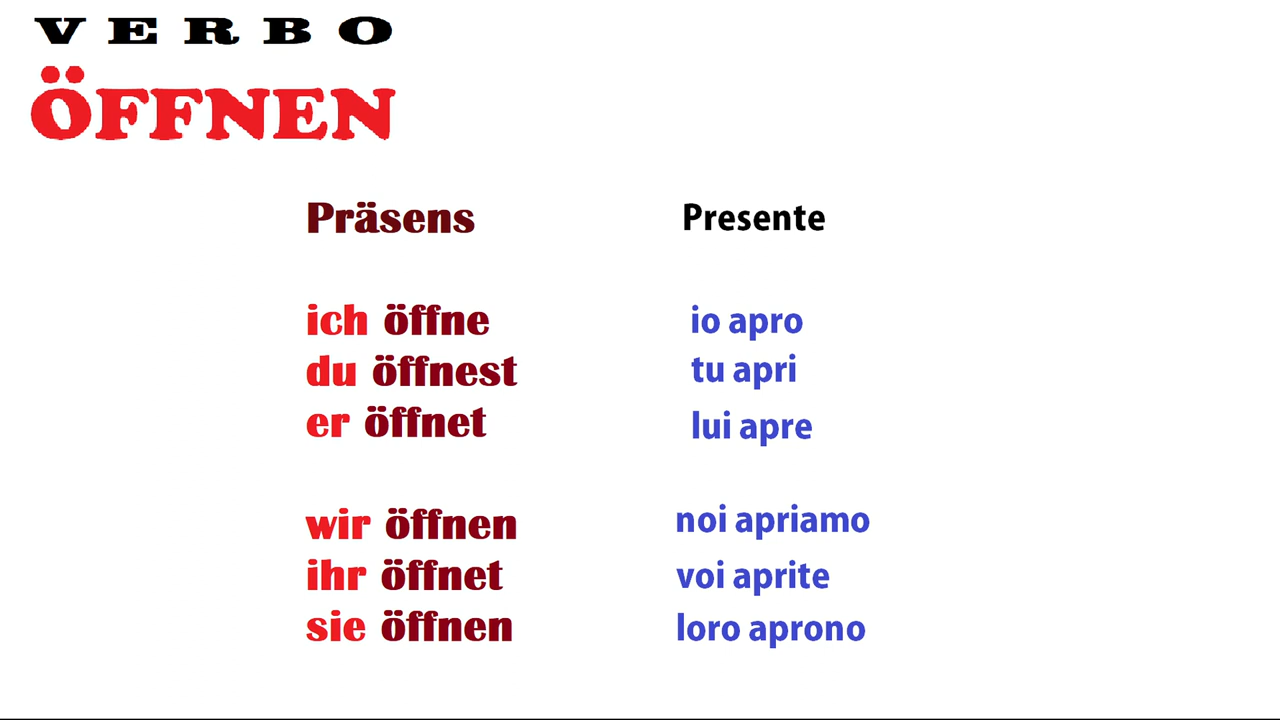 VERBO
ÖFFNEN
Präsens Presente
ich öffne io apro
du öffnest tu apri
er öffnet lui apre
wir öffnen noi apriamo
ihr öffnet voi aprite
sie öffnen loro aprono